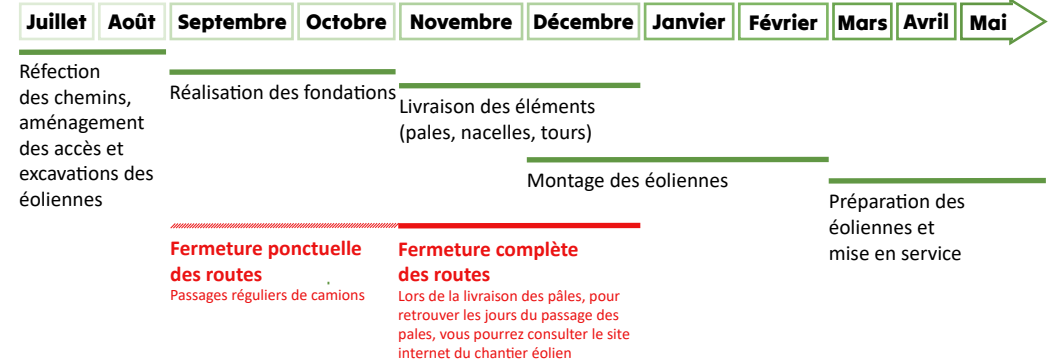 Juillet Août Septembre Octobre Novembre Décembre Janvier Février Mars Avril Mai
Réfection
des chemins,
aménagement
des accès et
excavations des
éoliennes
Réalisation des fondations
Livraison des éléments
(pales, nacelles, tours)
Montage des éoliennes
Préparation des
éoliennes et
mise en service
Fermeture ponctuelle
des routes
Passages réguliers de camions
Fermeture complète
des routes
Lors de la livraison des pâles, pour
retrouver les jours du passage des
pales, vous pourrez consulter le site
internet du chantier éolien